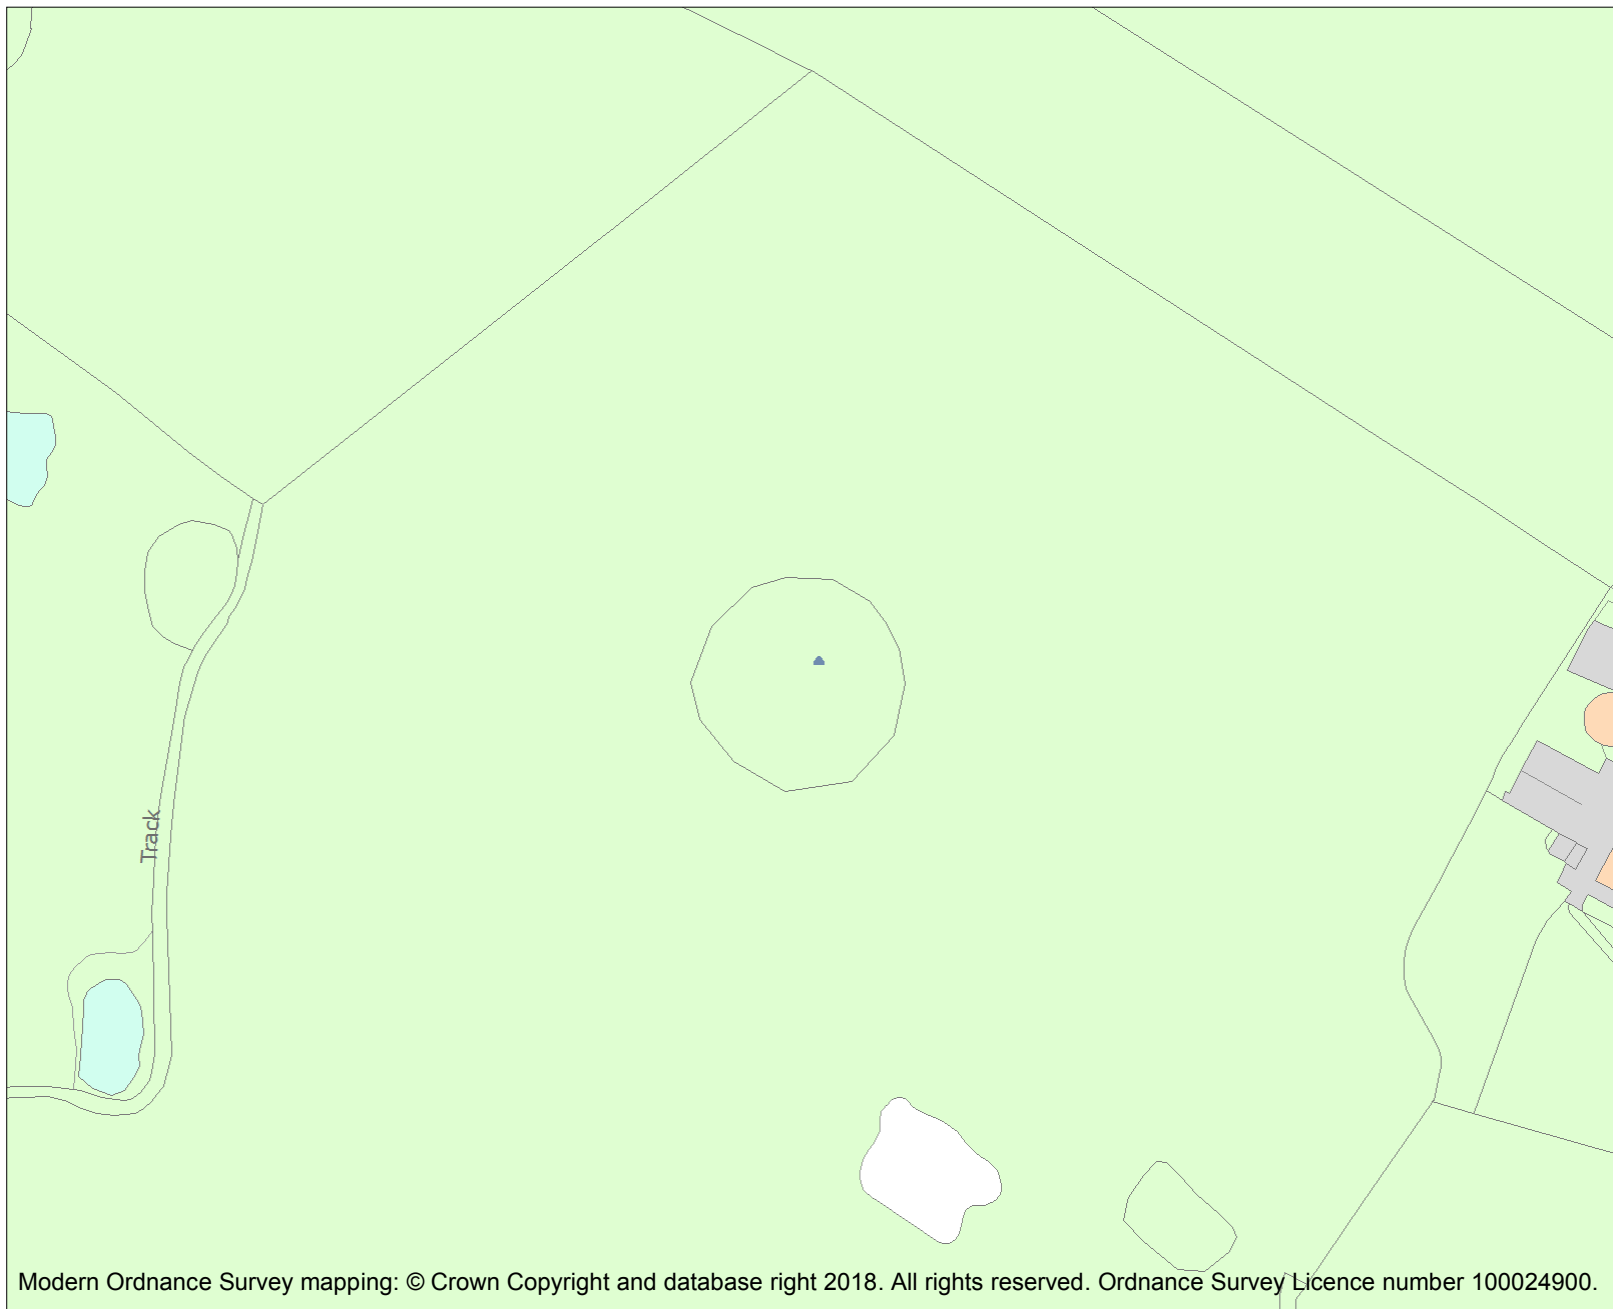 Track
Modern Ordnance Survey mapping: © Crown Copyright and database right 2018. All rights reserved. Ordnance Survey Licence number 100024900.